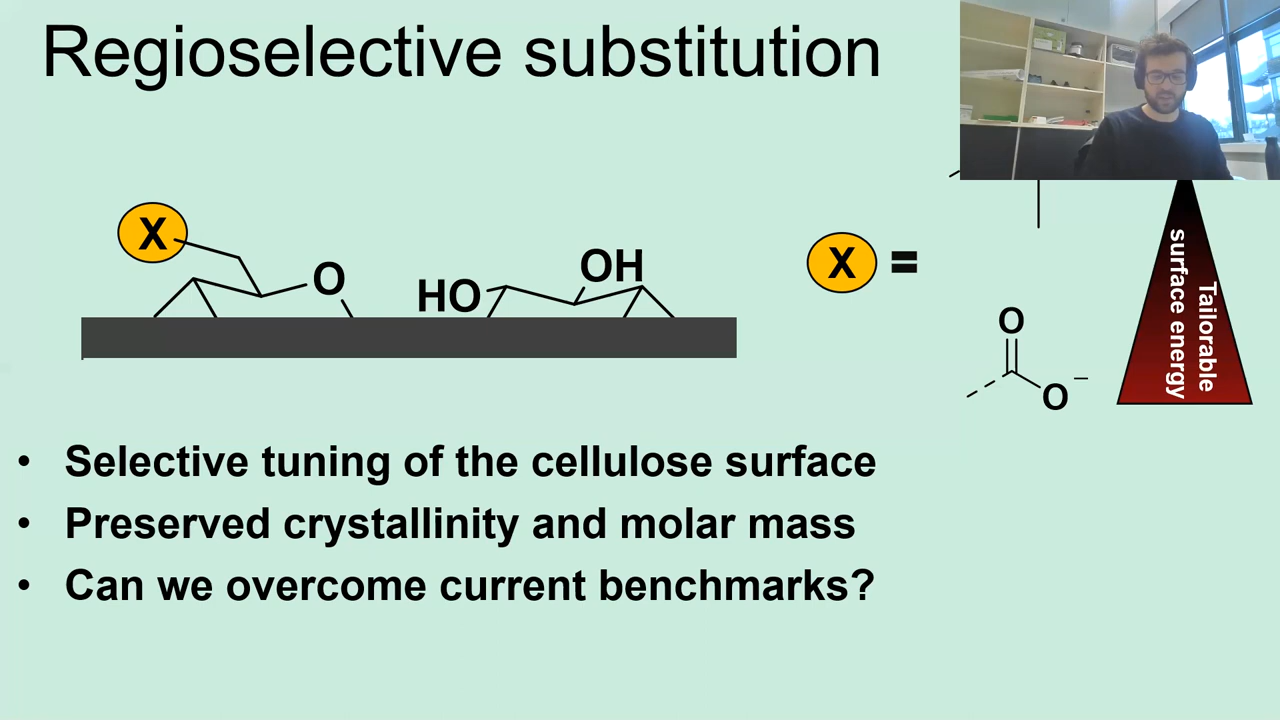 Regioselective substitution
X
O
HO
OH
X =
O
O
–
Tailorable
surface energy
• Selective tuning of the cellulose surface
• Preserved crystallinity and molar mass
• Can we overcome current benchmarks?